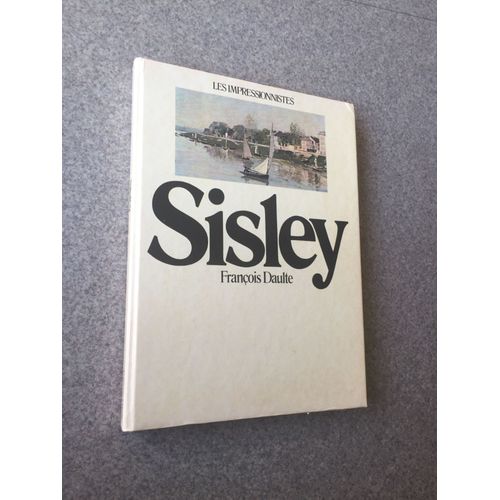 LES IMPRESSIONNISTES
Sisley
François Daulte